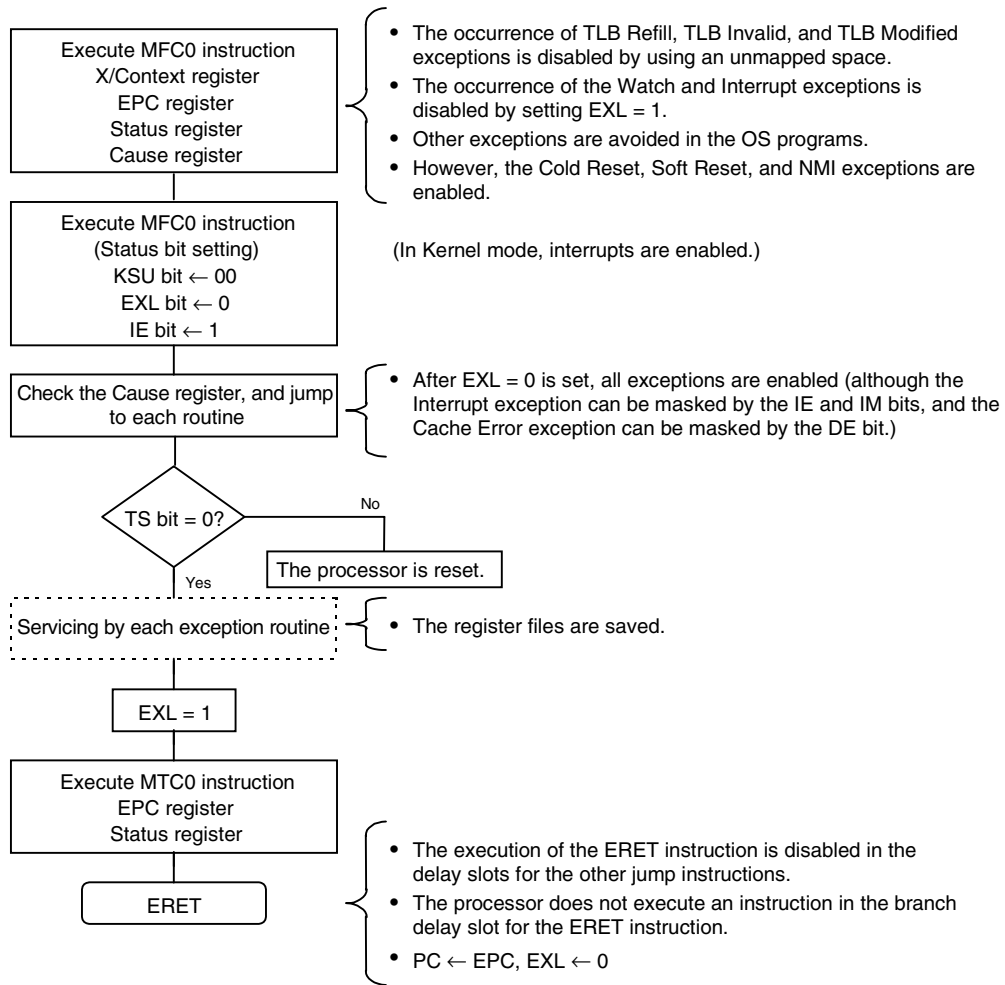 Execute MFC0 instruction
X/Context register
EPC register
Status register
Cause register
• The occurrence of TLB Refill, TLB Invalid, and TLB Modified
exceptions is disabled by using an unmapped space.
• The occurrence of the Watch and Interrupt exceptions is
disabled by setting EXL = 1.
• Other exceptions are avoided in the OS programs.
• However, the Cold Reset, Soft Reset, and NMI exceptions are
enabled.
Execute MFC0 instruction
(Status bit setting)
KSU bit ← 00
EXL bit ← 0
IE bit ← 1
(In Kernel mode, interrupts are enabled.)
Check the Cause register, and jump
to each routine
• After EXL = 0 is set, all exceptions are enabled (although the
Interrupt exception can be masked by the IE and IM bits, and the
Cache Error exception can be masked by the DE bit.)
TS bit = 0?
No
The processor is reset.
Yes
Servicing by each exception routine
• The register files are saved.
EXL = 1
Execute MTC0 instruction
EPC register
Status register
ERET
• The execution of the ERET instruction is disabled in the
delay slots for the other jump instructions.
• The processor does not execute an instruction in the branch
delay slot for the ERET instruction.
• PC ← EPC, EXL ← 0